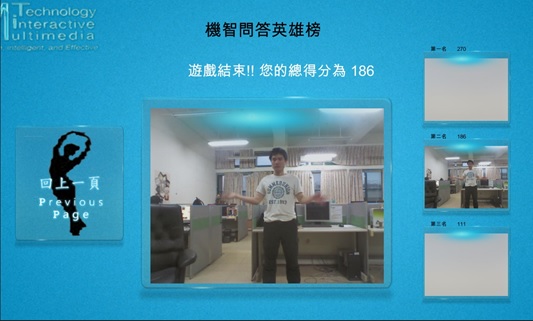 Technology
Interactive
Multimedia
Intelligent, and Effective
機智問答英雄榜
遊戲結束!! 您的總得分為 186
回上一頁
Previous
Page
第一名 270
第二名 186
第三名 111